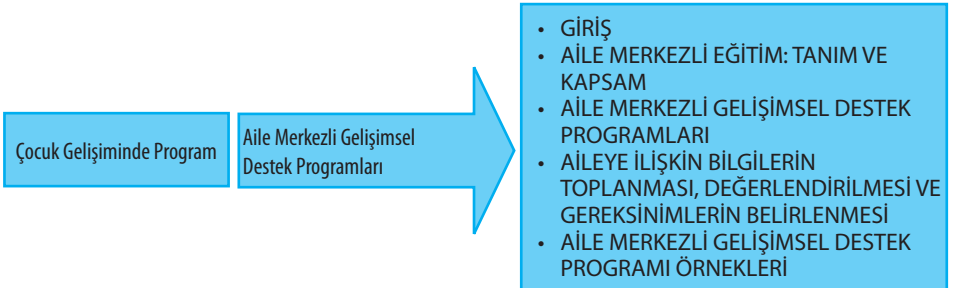 Çocuk Gelişiminde Program
Aile Merkezli Gelişimsel
Destek Programları
• GİRİŞ
• AİLE MERKEZLİ EĞİTİM: TANIM VE
KAPSAM
• AİLE MERKEZLİ GELİŞİMSEL DESTEK
PROGRAMLARI
• AİLEYE İLİŞKİN BİLGİLERİN
TOPLANMASI, DEĞERLENDİRİLMESİ VE
GEREKSİNİMLERİN BELİRLENMESİ
• AİLE MERKEZLİ GELİŞİMSEL DESTEK
PROGRAMI ÖRNEKLERİ